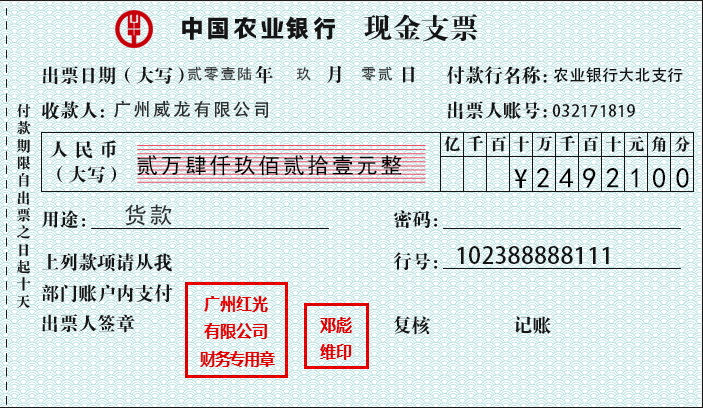 中国农业银行 现金支票
出票日期（大写）贰零壹陆年 玖 月 零贰 日 付款行名称：农业银行大北支行
收款人：广州威龙有限公司 出票人账号：032171819
人民币（大写） 贰万肆仟玖佰贰拾壹元整
亿 千 百 十 万 千 百 十 元 角 分
¥ 2 4 9 2 1 0 0
用途： 货款 密码：
上列款项请从我 行号：102388888111
部门账户内支付
出票人签章 复核 记账
广州红光
有限公司
财务专用章
邓彪
维印
付款期限自出票之日起十天